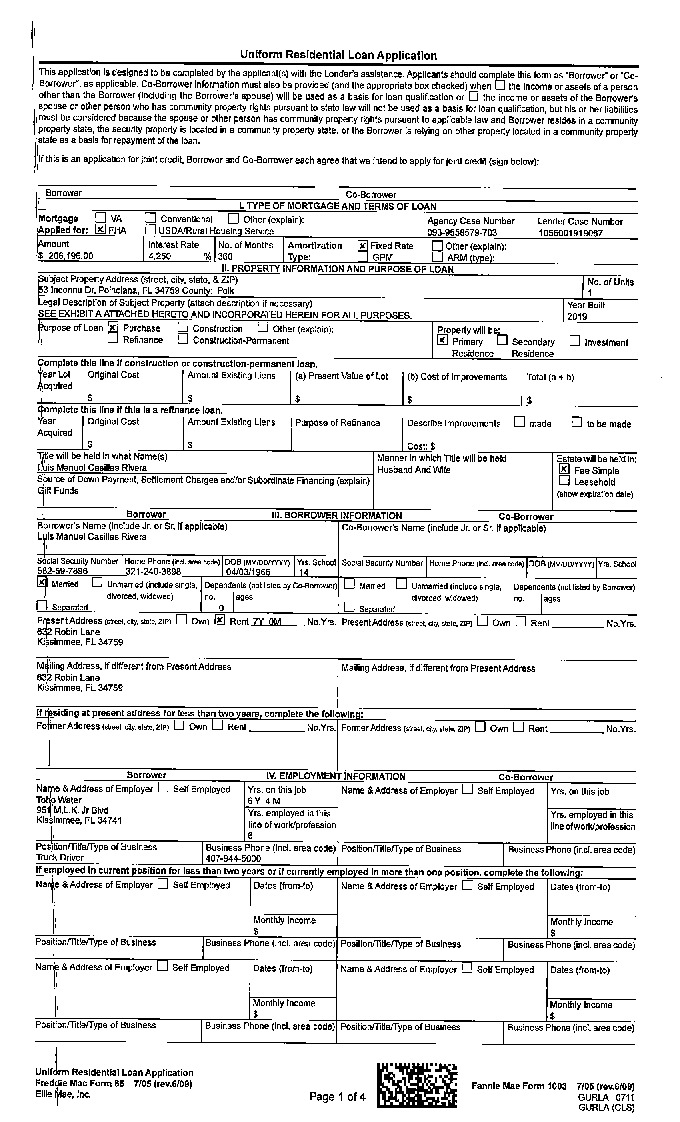 Uniform Residential Loan Application
This application is designed to be completed by the applicant(s) with the Lender's assistance. Applicants should complete this form as "Borrower" or "Co-
Borrower", as applicable. Co-Borrower information must also be provided (and the appropriate box checked) when ☐ the income or assets of a person
other than the Borrower (including the Borrower's spouse) will be used as a basis for loan qualification or ☐ the income or assets of the Borrower's
spouse or other person who has community property rights pursuant to state law will not be used as a basis for loan qualification, but his or her liabilities
must be considered because the spouse or other person has community property rights pursuant to applicable law and Borrower resides in a community
property state, the security property is located in a community property state, or the Borrower is relying on other property located in a community property
state as a basis for repayment of the loan.
If this is an application for joint credit, Borrower and Co-Borrower each agree that we intend to apply for joint credit (sign below):
Borrower Co-Borrower
I. TYPE OF MORTGAGE AND TERMS OF LOAN
Mortgage ☐ VA ☐ Conventional ☐ Other (explain): Agency Case Number Lender Case Number
Applied for: ☒ FHA ☐ USDA/Rural Housing Service
Amount Interest Rate No. of Months Amortization ☒ Fixed Rate ☐ Other (explain):
$ 4.250 % 360 Type: ☐ GPM ☐ ARM (type):
II. PROPERTY INFORMATION AND PURPOSE OF LOAN
Subject Property Address (street, city, state, & ZIP) No. of Units
Inconnu Dr, Poinciana, FL 34759 County: Polk 1
Legal Description of Subject Property (attach description if necessary) Year Built
SEE EXHIBIT A ATTACHED HERETO AND INCORPORATED HEREIN FOR ALL PURPOSES. 2019
Purpose of Loan ☒ Purchase ☐ Construction ☐ Other (explain): Property will be:
☐ Refinance ☐ Construction-Permanent ☒ Primary Residence ☐ Secondary Residence ☐ Investment
Complete this line if construction or construction-permanent loan.
Year Lot Acquired Original Cost Amount Existing Liens (a) Present Value of Lot (b) Cost of Improvements Total (a + b)
$ $ $ $ $
Complete this line if this is a refinance loan.
Year Acquired Original Cost Amount Existing Liens Purpose of Refinance Describe Improvements ☐ made ☐ to be made
$ $ Cost: $
Title will be held in what Name(s) Manner in which Title will be held Estate will be held in:
Luis Manuel Casillas Rivera Husband And Wife ☒ Fee Simple
Source of Down Payment, Settlement Charges and/or Subordinate Financing (explain) ☐ Leasehold
Gift Funds (show expiration date)
Borrower III. BORROWER INFORMATION Co-Borrower
Borrower's Name (include Jr. or Sr. if applicable) Co-Borrower's Name (include Jr. or Sr. if applicable)
Luis Manuel Casillas Rivera
Social Security Number Home Phone (incl. area code) DOB (MM/DD/YYYY) Yrs. School Social Security Number Home Phone (incl. area code) DOB (MM/DD/YYYY) Yrs. School
14
☒ Married ☐ Unmarried (include single, Dependents (not listed by Co-Borrower) ☐ Married ☐ Unmarried (include single, Dependents (not listed by Borrower)
divorced, widowed) no. ages divorced, widowed) no. ages
☐ Separated 0 ☐ Separated
Present Address (street, city, state, ZIP) ☐ Own ☒ Rent 7Y 0M No. Yrs. Present Address (street, city, state, ZIP) ☐ Own ☐ Rent No. Yrs.
632 Robin Lane
Kissimmee, FL 34759
Mailing Address, if different from Present Address Mailing Address, if different from Present Address
632 Robin Lane
Kissimmee, FL 34759
If residing at present address for less than two years, complete the following:
Former Address (street, city, state, ZIP) ☐ Own ☐ Rent No. Yrs. Former Address (street, city, state, ZIP) ☐ Own ☐ Rent No. Yrs.
Borrower IV. EMPLOYMENT INFORMATION Co-Borrower
Name & Address of Employer ☐ Self Employed Yrs. on this job Name & Address of Employer ☐ Self Employed Yrs. on this job
Toho Water 6 Y 4 M
951 M.L.K. Jr Blvd Yrs. employed in this Yrs. employed in this
Kissimmee, FL 34741 line of work/profession line of work/profession
6
Position/Title/Type of Business Business Phone (incl. area code) Position/Title/Type of Business Business Phone (incl. area code)
Truck Driver 407-944-5000
If employed in current position for less than two years or if currently employed in more than one position, complete the following:
Name & Address of Employer ☐ Self Employed Dates (from-to) Name & Address of Employer ☐ Self Employed Dates (from-to)
Monthly Income Monthly Income
$ $
Position/Title/Type of Business Business Phone (incl. area code) Position/Title/Type of Business Business Phone (incl. area code)
Name & Address of Employer ☐ Self Employed Dates (from-to) Name & Address of Employer ☐ Self Employed Dates (from-to)
Monthly Income Monthly Income
$ $
Position/Title/Type of Business Business Phone (incl. area code) Position/Title/Type of Business Business Phone (incl. area code)
Uniform Residential Loan Application
Freddie Mac Form 65 7/05 (rev.6/09) Fannie Mae Form 1003 7/05 (rev.6/09)
Ellie Mae, Inc. Page 1 of 4 GURLA 0711
GURLA (CLS)